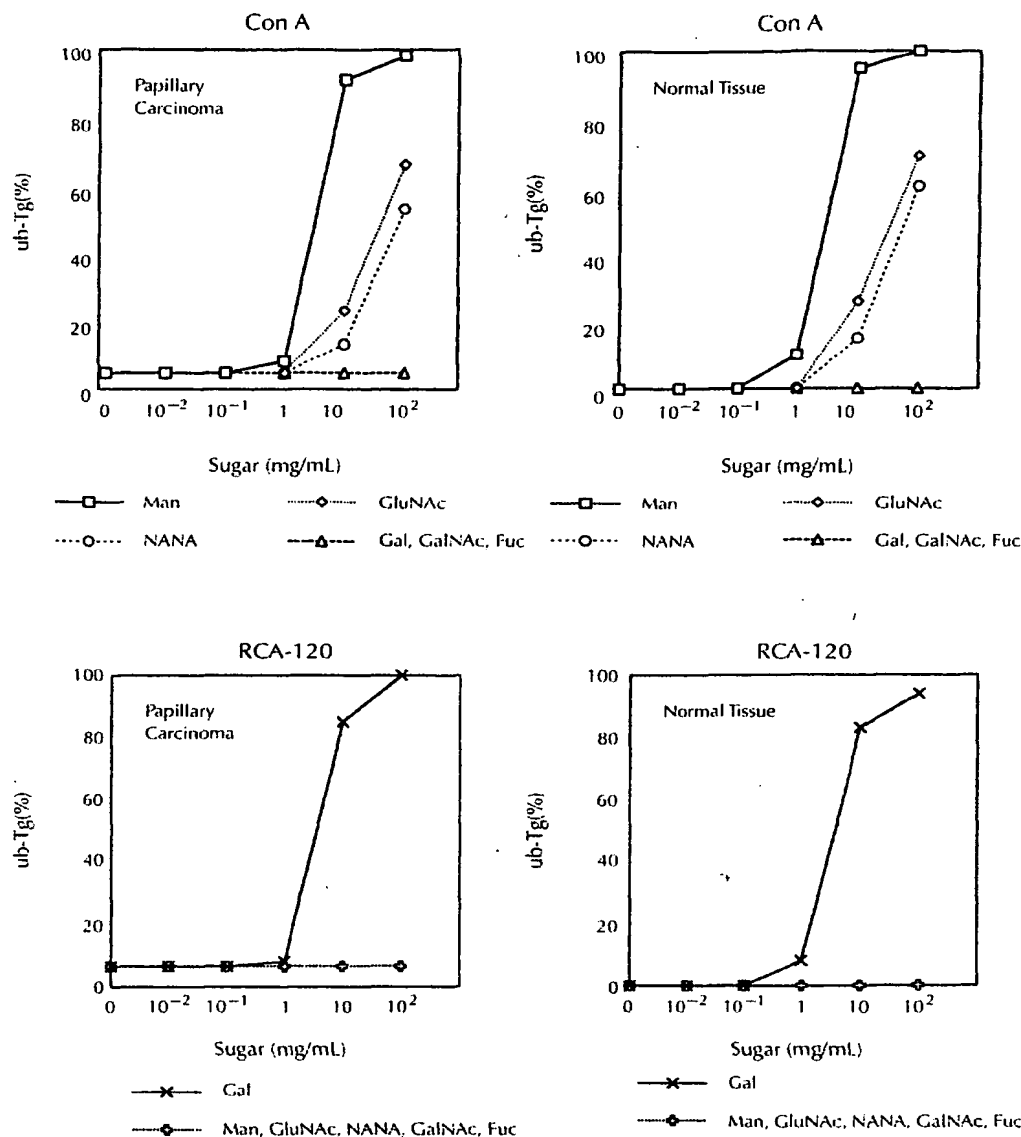 Con A
100
80
60
40
20
0
ub-Tg(%)
Papillary
Carcinoma
0 10⁻² 10⁻¹ 1 10 10²
Sugar (mg/mL)
Man
GluNAc
NANA
Gal, GalNAc, Fuc
Con A
100
80
60
40
20
0
ub-Tg(%)
Normal Tissue
0 10⁻² 10⁻¹ 1 10 10²
Sugar (mg/mL)
Man
GluNAc
NANA
Gal, GalNAc, Fuc
RCA-120
100
80
60
40
20
0
ub-Tg(%)
Papillary
Carcinoma
0 10⁻² 10⁻¹ 1 10 10²
Sugar (mg/mL)
Gal
Man, GluNAc, NANA, GalNAc, Fuc
RCA-120
100
80
60
40
20
0
ub-Tg(%)
Normal Tissue
0 10⁻² 10⁻¹ 1 10 10²
Sugar (mg/mL)
Gal
Man, GluNAc, NANA, GalNAc, Fuc